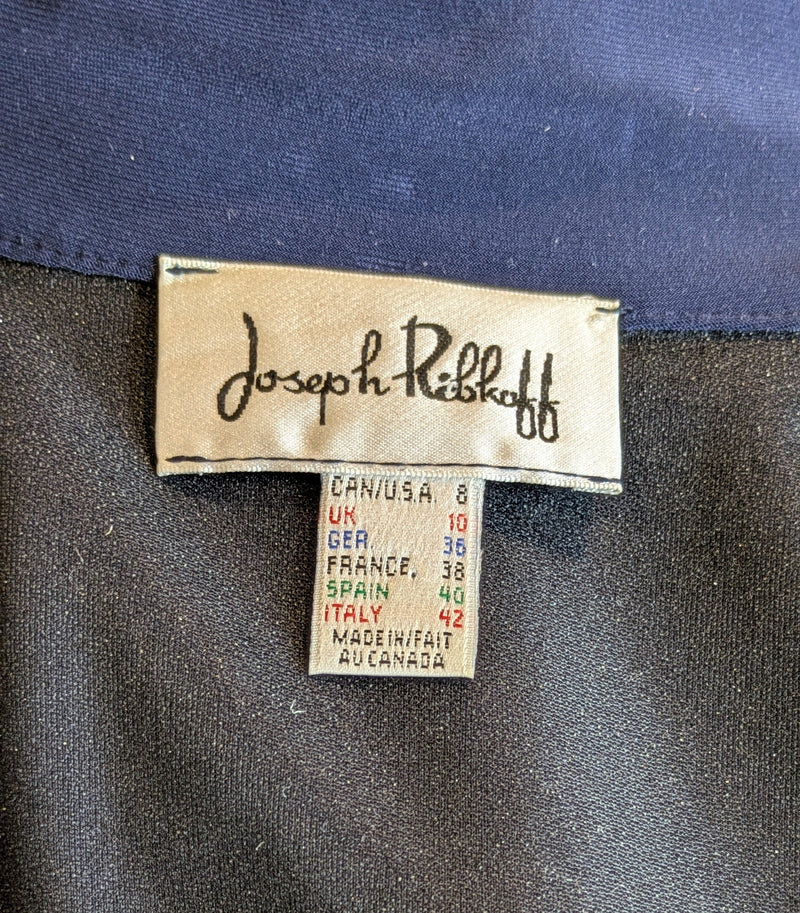 Joseph Ribkoff
CAN/U.S.A. 8
UK 10
GER. 36
FRANCE. 38
SPAIN 40
ITALY 42
MADE IN/FAIT
AU CANADA